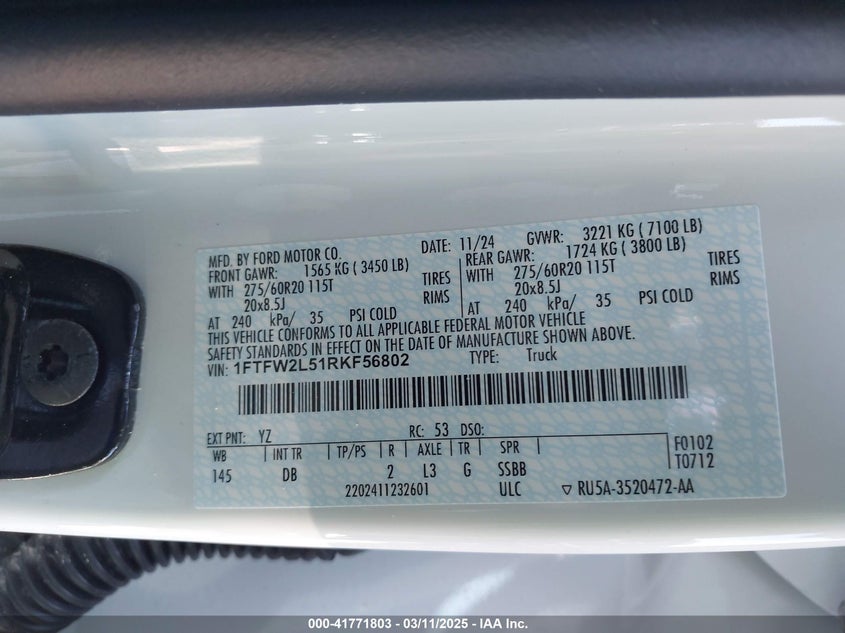 MFD. BY FORD MOTOR CO.
DATE: 11/24 GVWR: 3221 KG ( 7100 LB)
FRONT GAWR: 1565 KG ( 3450 LB)
REAR GAWR: 1724 KG ( 3800 LB)
WITH 275/60R20 115T TIRES
WITH 275/60R20 115T TIRES
20x8.5J RIMS
20x8.5J RIMS
AT 240 kPa/ 35 PSI COLD
AT 240 kPa/ 35 PSI COLD
THIS VEHICLE CONFORMS TO ALL APPLICABLE FEDERAL MOTOR VEHICLE
SAFETY STANDARDS IN EFFECT ON THE DATE OF MANUFACTURE SHOWN ABOVE.
VIN: 1FTFW2L51RKF56802 TYPE: Truck
EXT PNT: YZ RC: 53 DSO:
WB INT TR TP/PS R AXLE TR SPR F0102
145 DB 2 L3 G SSBB T0712
2202411232601 ULC ▽ RU5A-3520472-AA
000-41771803 - 03/11/2025 - IAA Inc.